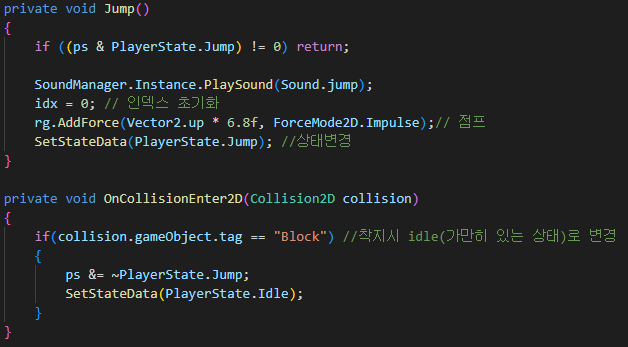 private void Jump()
{
    if ((ps & PlayerState.Jump) != 0) return;

    SoundManager.Instance.PlaySound(Sound.jump);
    idx = 0; // 인덱스 초기화
    rg.AddForce(Vector2.up * 6.8f, ForceMode2D.Impulse);// 점프
    SetStateData(PlayerState.Jump); //상태변경
}

private void OnCollisionEnter2D(Collision2D collision)
{
    if(collision.gameObject.tag == "Block") //착지시 idle(가만히 있는 상태)로 변경
    {
        ps &= ~PlayerState.Jump;
        SetStateData(PlayerState.Idle);
    }
}